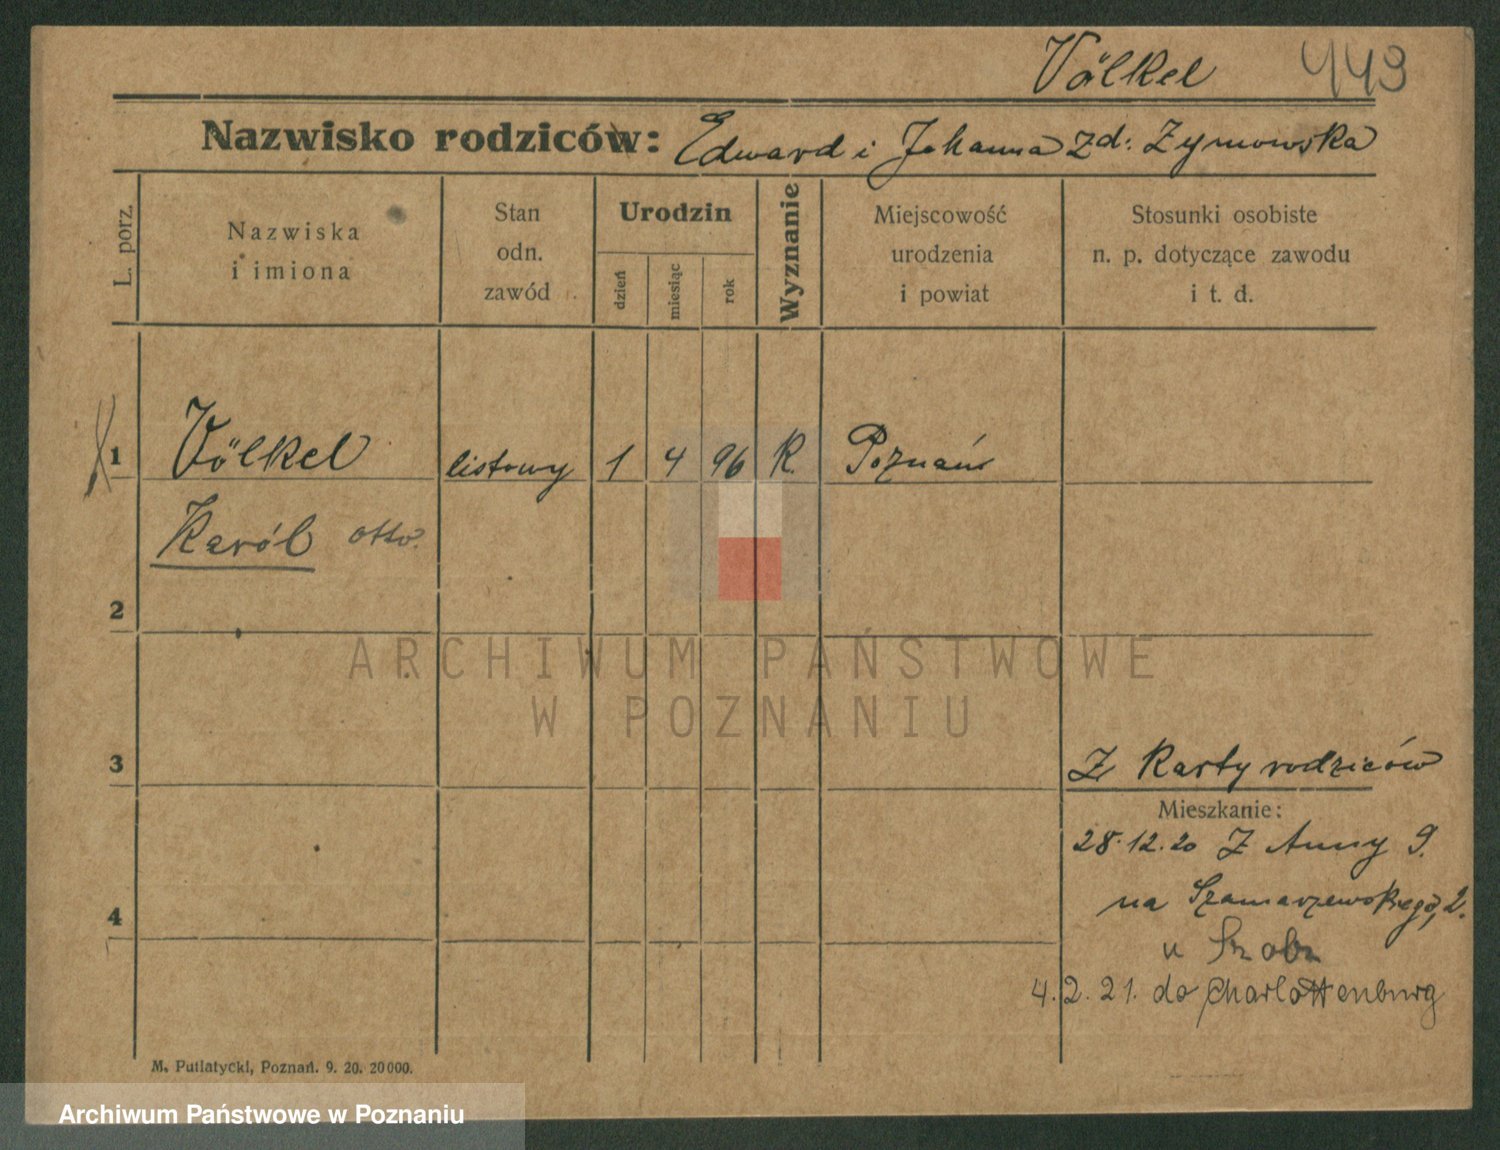 Völkel 443
Nazwisko rodziców: Edward i Johanna zd: Zymowska
L. porz.
Nazwiska
i imiona
Stan
odn.
zawód
Urodzin
dzień
miesiąc
rok
Wyznanie
Miejscowość
urodzenia
i powiat
Stosunki osobiste
n. p. dotyczące zawodu
i t. d.
1 Völkel listowy 1 4 96 K. Poznań
Karól Otto.
2
ARCHIWUM PAŃSTWOWE
W POZNANIU
3
Z Karty rodziców
Mieszkanie:
28.12.20 Z Anny 9.
4
na Szamarzewskiego, 2.
u
4.2.21. do Charlottenburg
M. Putiatycki, Poznań. 9. 20. 20000.
Archiwum Państwowe w Poznaniu